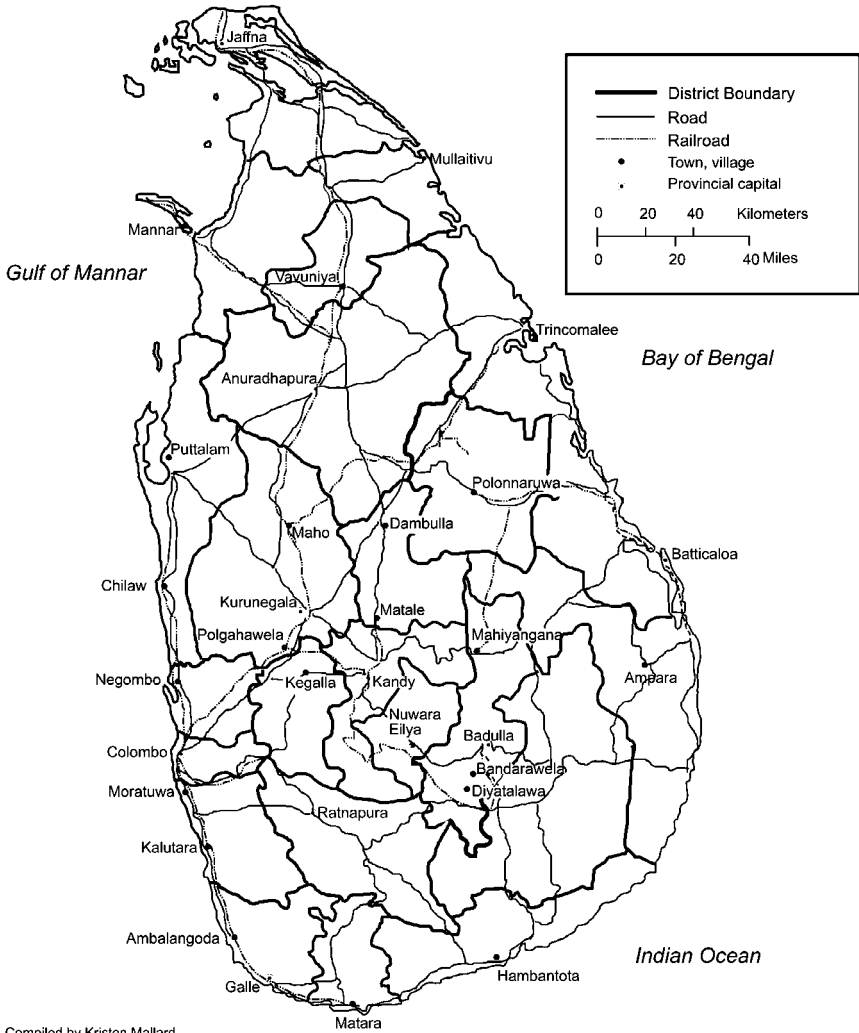 Jaffna
District Boundary
Road
Railroad
Town, village
Provincial capital
0 20 40 Kilometers
0 20 40 Miles
Mullaitivu
Mannar
Gulf of Mannar
Vavuniya
Trincomalee
Bay of Bengal
Anuradhapura
Puttalam
Polonnaruwa
Maho
Dambulla
Batticaloa
Chilaw
Kurunegala
Matale
Polgahawela
Mahiyangana
Negombo
Kegalla
Kandy
Ampara
Nuwara
Eilya
Badulla
Colombo
Bandarawela
Moratuwa
Diyatalawa
Ratnapura
Kalutara
Ambalangoda
Indian Ocean
Hambantota
Galle
Matara
Compiled by Kristen Mallard